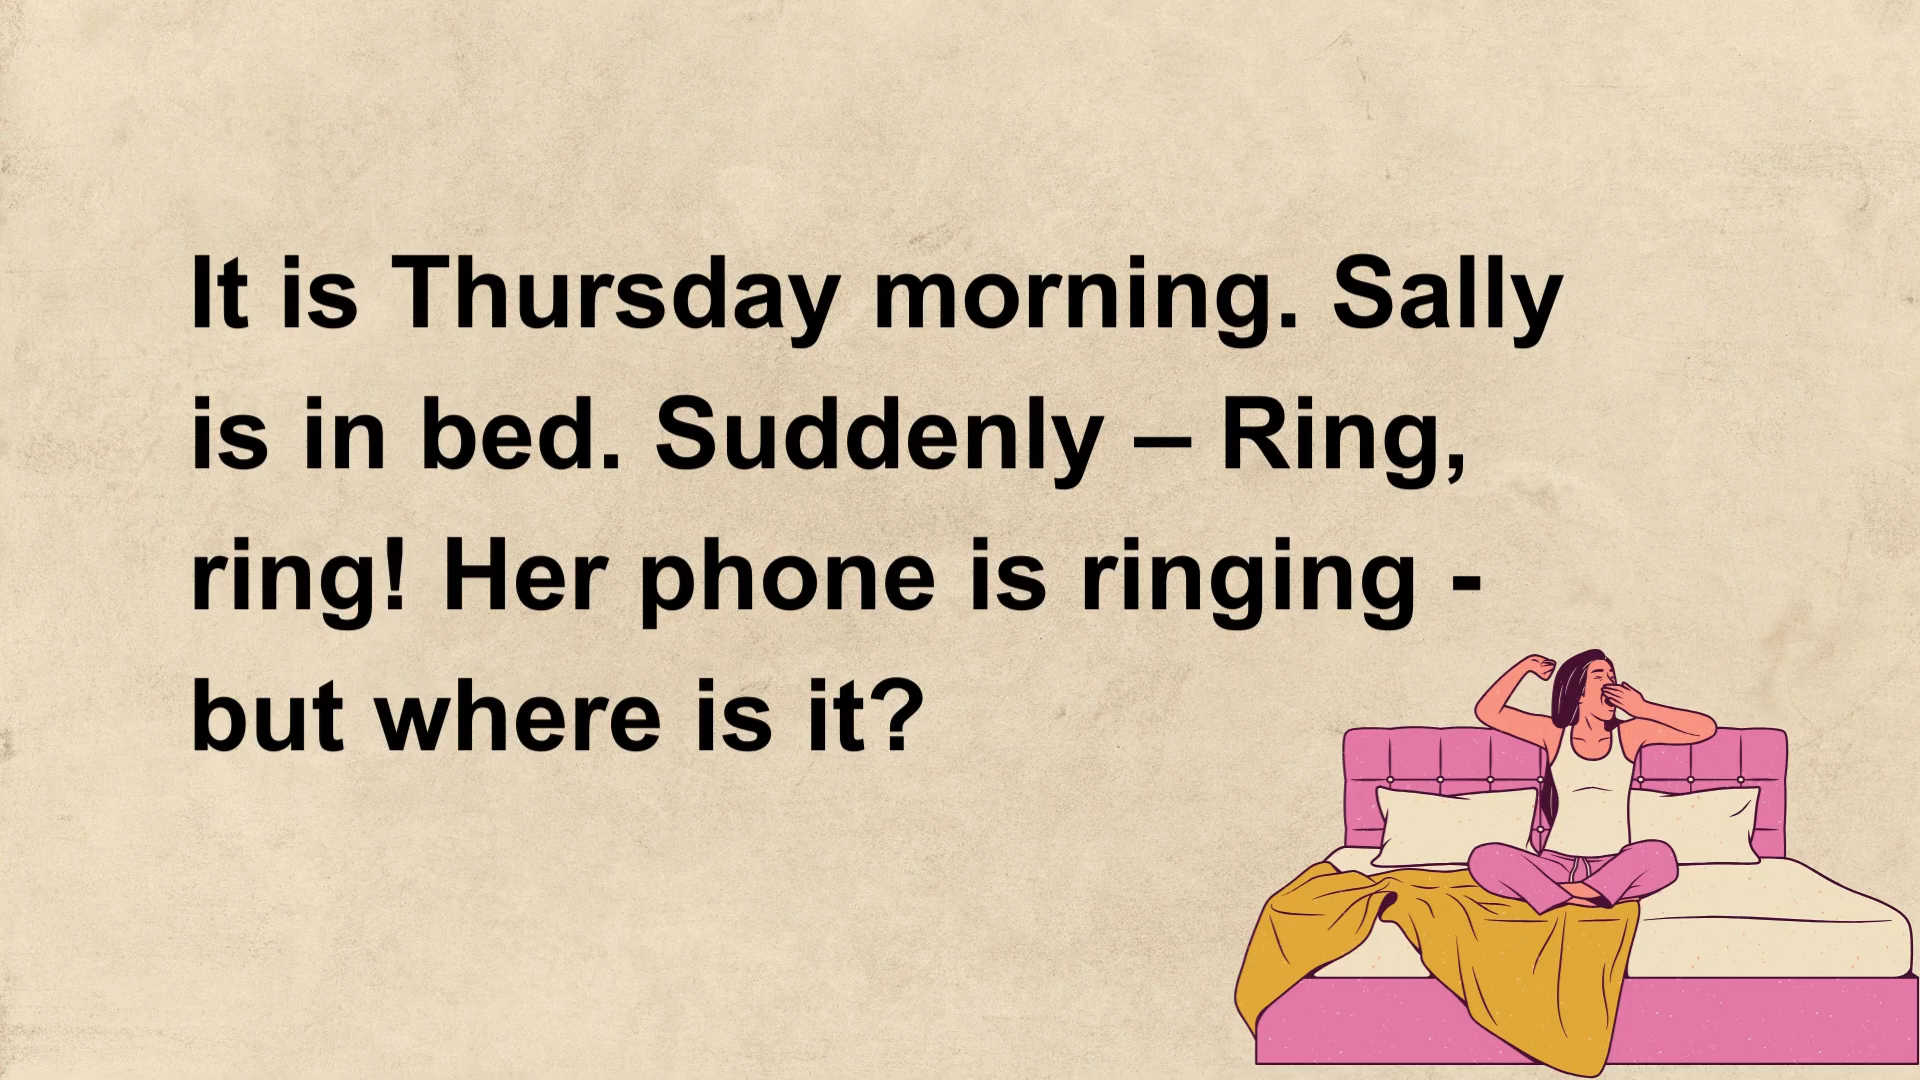 It is Thursday morning. Sally
is in bed. Suddenly – Ring,
ring! Her phone is ringing -
but where is it?